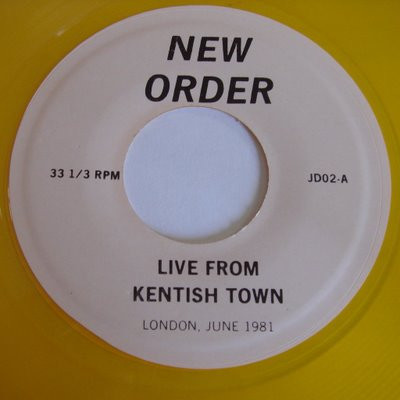 NEW
ORDER
33 1/3 RPM
JD02-A
LIVE FROM
KENTISH TOWN
LONDON, JUNE 1981